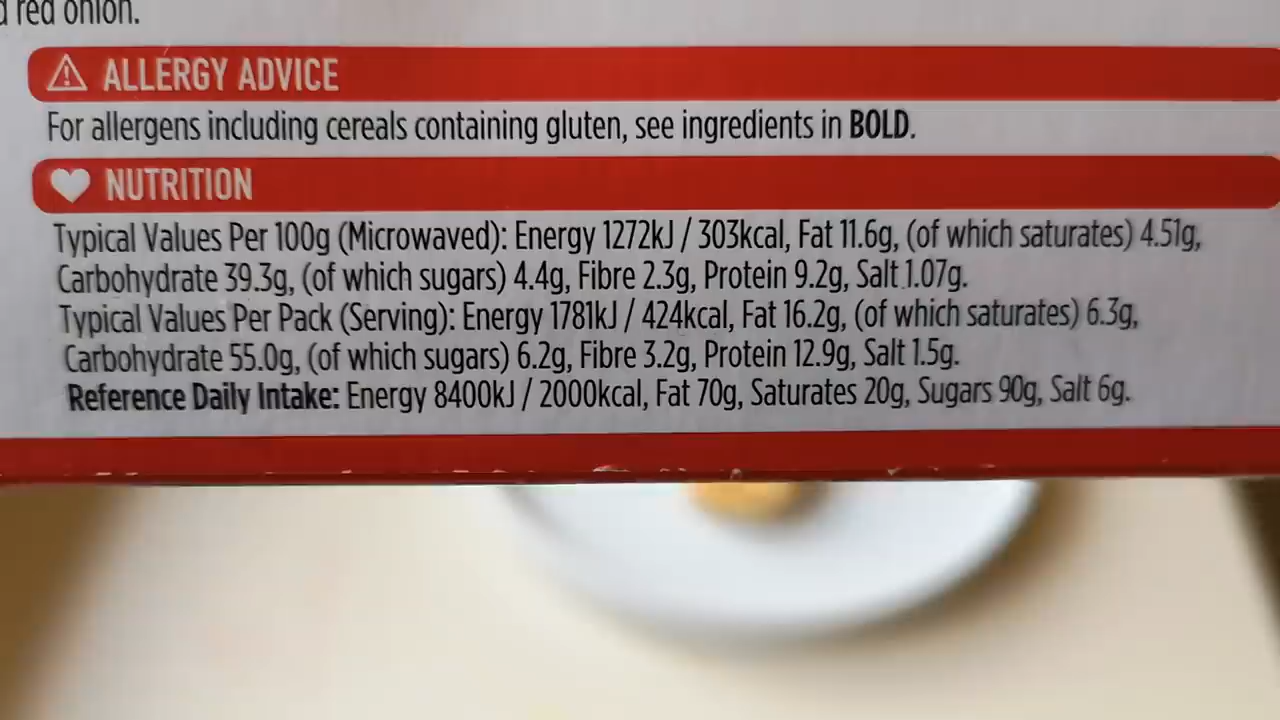 red onion.
ALLERGY ADVICE
For allergens including cereals containing gluten, see ingredients in BOLD.
NUTRITION
Typical Values Per 100g (Microwaved): Energy 1272kJ / 303kcal, Fat 11.6g, (of which saturates) 4.51g,
Carbohydrate 39.3g, (of which sugars) 4.4g, Fibre 2.3g, Protein 9.2g, Salt 1.07g.
Typical Values Per Pack (Serving): Energy 1781kJ / 424kcal, Fat 16.2g, (of which saturates) 6.3g,
Carbohydrate 55.0g, (of which sugars) 6.2g, Fibre 3.2g, Protein 12.9g, Salt 1.5g.
Reference Daily Intake: Energy 8400kJ / 2000kcal, Fat 70g, Saturates 20g, Sugars 90g, Salt 6g.